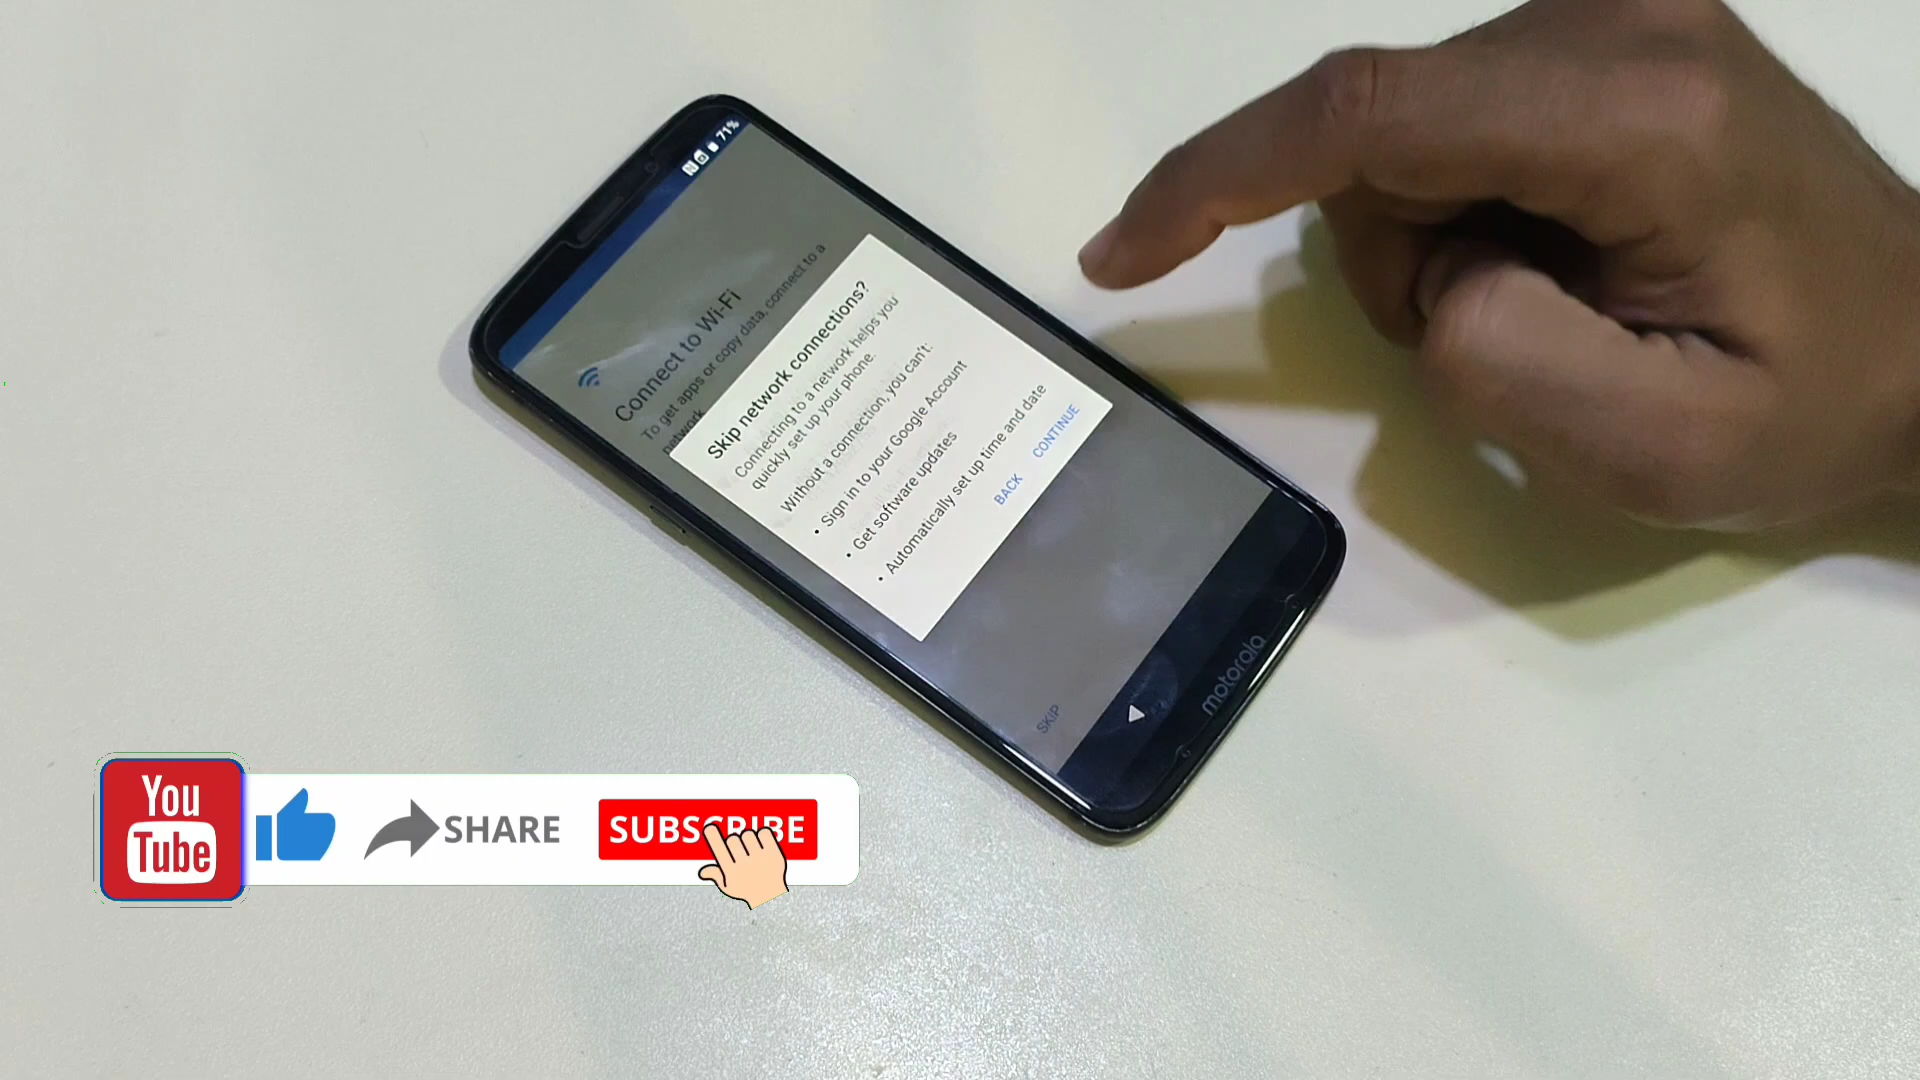 71%
Connect to Wi-Fi
To get apps or copy data, connect to a
network
Skip network connections?
Connecting to a network helps you
quickly set up your phone.
Without a connection, you can't:
• Sign in to your Google Account
• Get software updates
• Automatically set up time and date
BACK CONTINUE
SKIP
motorola
You
Tube
SHARE
SUBSCRIBE